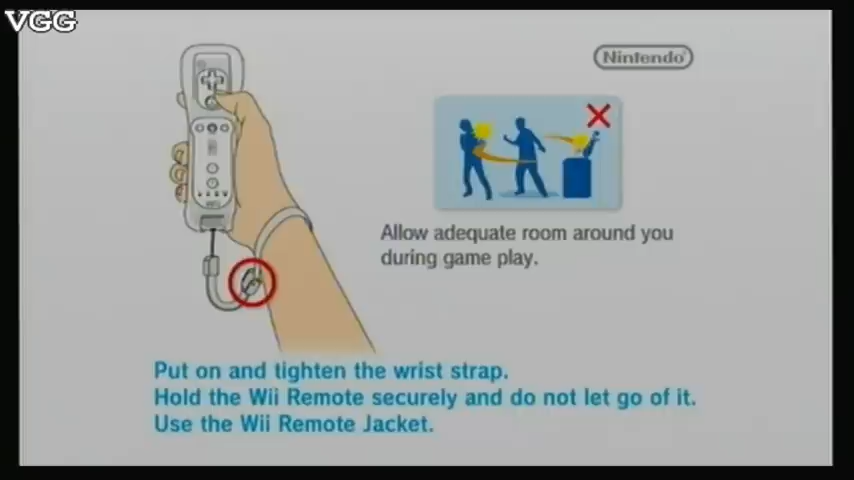 VGG
Nintendo
Allow adequate room around you
during game play.
Put on and tighten the wrist strap.
Hold the Wii Remote securely and do not let go of it.
Use the Wii Remote Jacket.